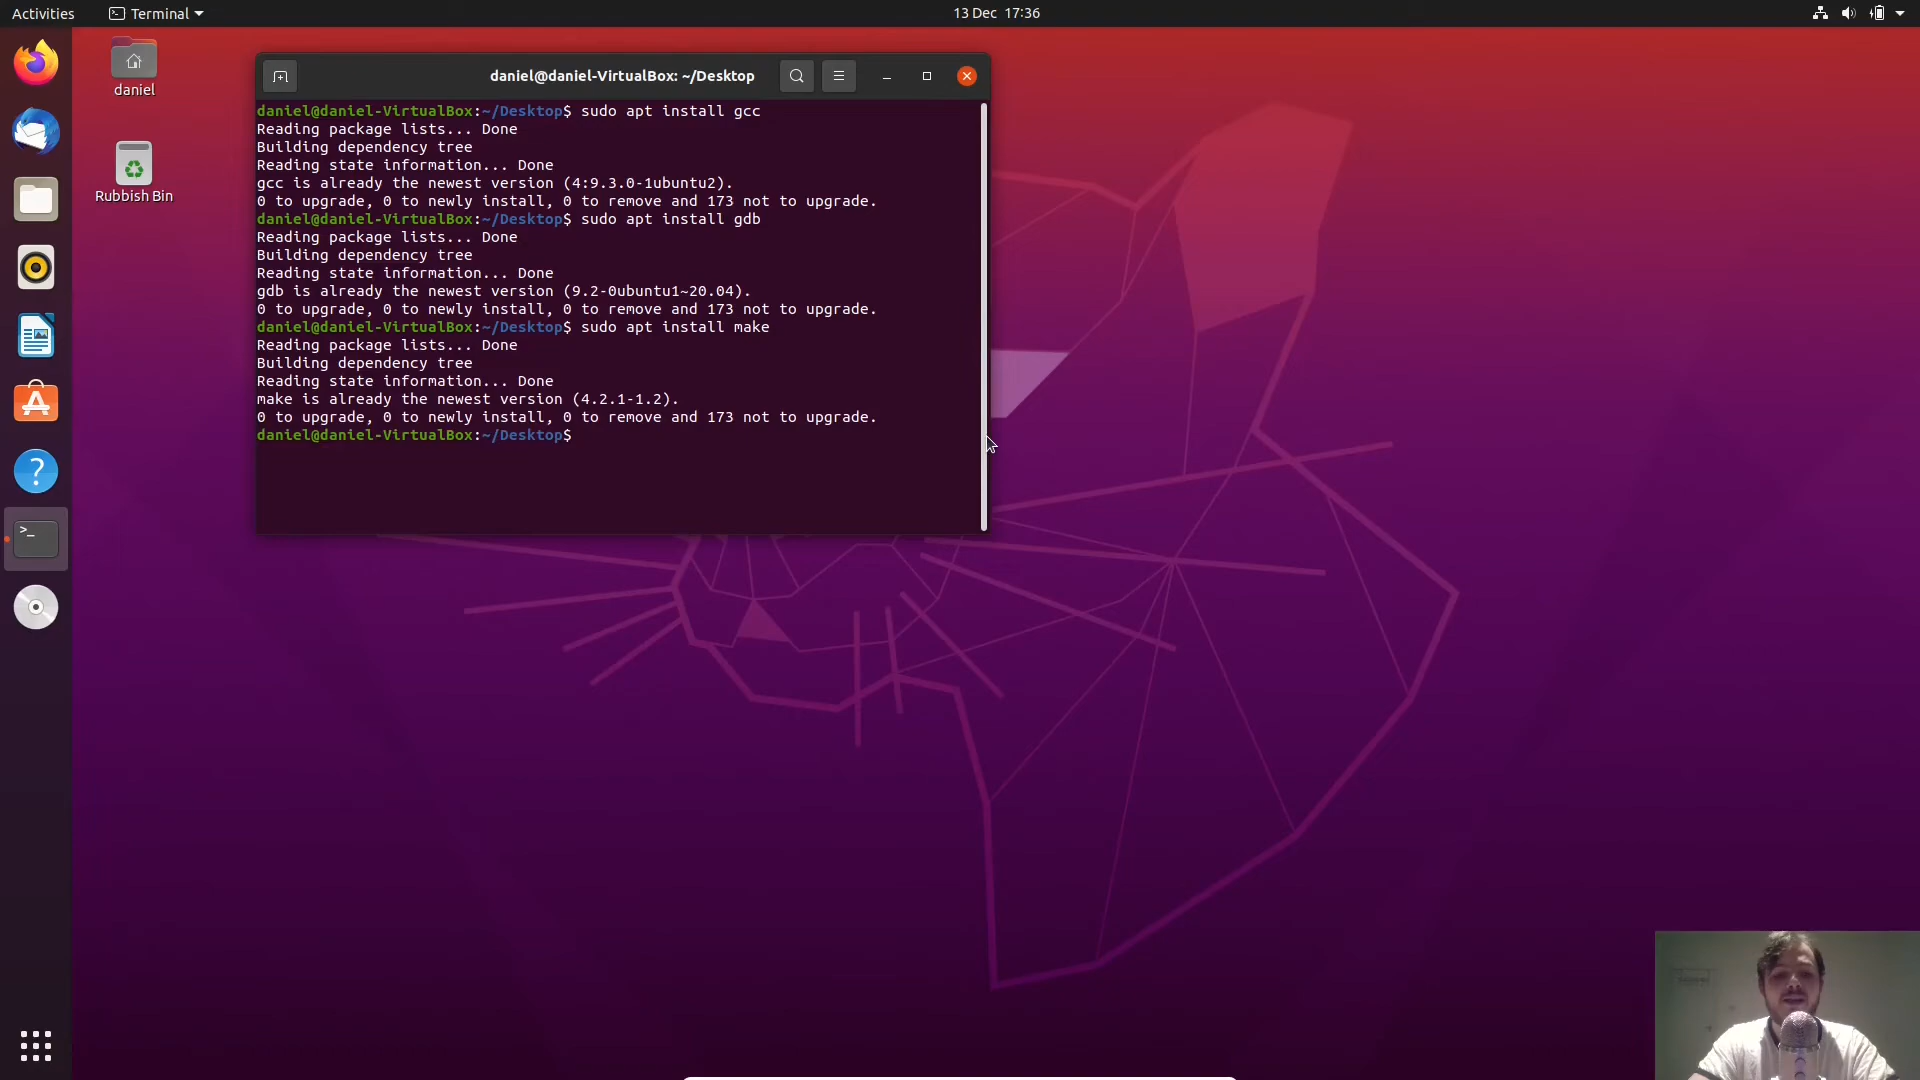 Activities
Terminal
13 Dec 17:36
daniel
Rubbish Bin
daniel@daniel-VirtualBox: ~/Desktop
daniel@daniel-VirtualBox:~/Desktop$ sudo apt install gcc
Reading package lists... Done
Building dependency tree
Reading state information... Done
gcc is already the newest version (4:9.3.0-1ubuntu2).
0 to upgrade, 0 to newly install, 0 to remove and 173 not to upgrade.
daniel@daniel-VirtualBox:~/Desktop$ sudo apt install gdb
Reading package lists... Done
Building dependency tree
Reading state information... Done
gdb is already the newest version (9.2-0ubuntu1~20.04).
0 to upgrade, 0 to newly install, 0 to remove and 173 not to upgrade.
daniel@daniel-VirtualBox:~/Desktop$ sudo apt install make
Reading package lists... Done
Building dependency tree
Reading state information... Done
make is already the newest version (4.2.1-1.2).
0 to upgrade, 0 to newly install, 0 to remove and 173 not to upgrade.
daniel@daniel-VirtualBox:~/Desktop$